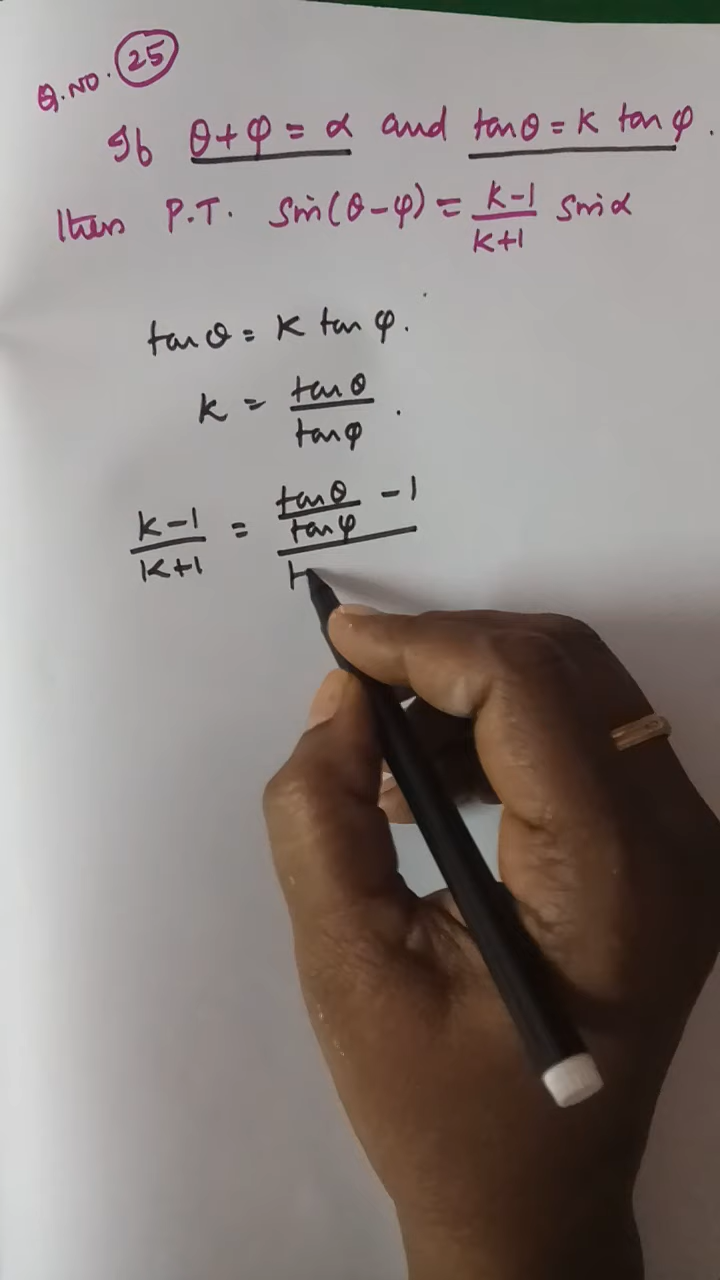 Q.NO. 25
If θ+φ = α and tanθ = K tanφ.
then P.T. Sin(θ-φ) = K-1/K+1 sinα
tanθ = K tanφ.
K = tanθ/tanφ.
K-1/K+1 = tanθ/tanφ -1